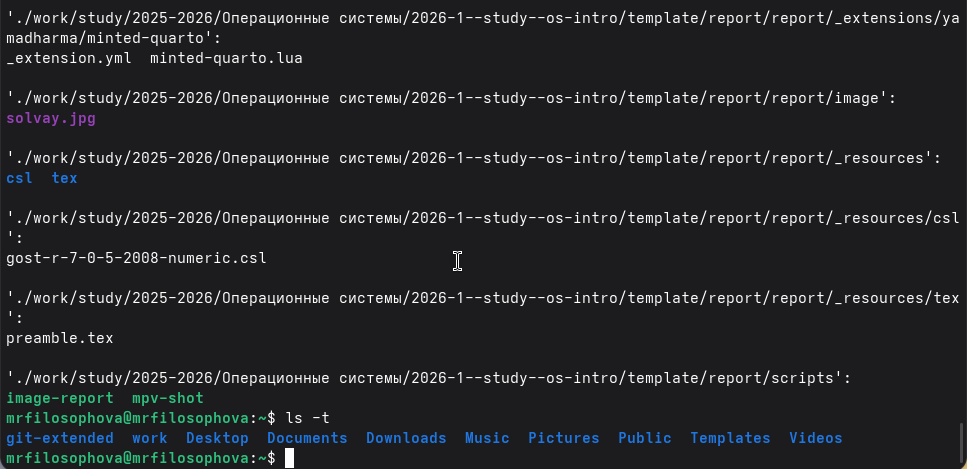 './work/study/2025-2026/Операционные системы/2026-1--study--os-intro/template/report/report/_extensions/ya
madharma/minted-quarto':
_extension.yml  minted-quarto.lua
'./work/study/2025-2026/Операционные системы/2026-1--study--os-intro/template/report/report/image':
solvay.jpg
'./work/study/2025-2026/Операционные системы/2026-1--study--os-intro/template/report/report/_resources':
csl  tex
'./work/study/2025-2026/Операционные системы/2026-1--study--os-intro/template/report/report/_resources/csl
':
gost-r-7-0-5-2008-numeric.csl
'./work/study/2025-2026/Операционные системы/2026-1--study--os-intro/template/report/report/_resources/tex
':
preamble.tex
'./work/study/2025-2026/Операционные системы/2026-1--study--os-intro/template/report/scripts':
image-report  mpv-shot
mrfilosophova@mrfilosophova:~$ ls -t
git-extended  work  Desktop  Documents  Downloads  Music  Pictures  Public  Templates  Videos
mrfilosophova@mrfilosophova:~$